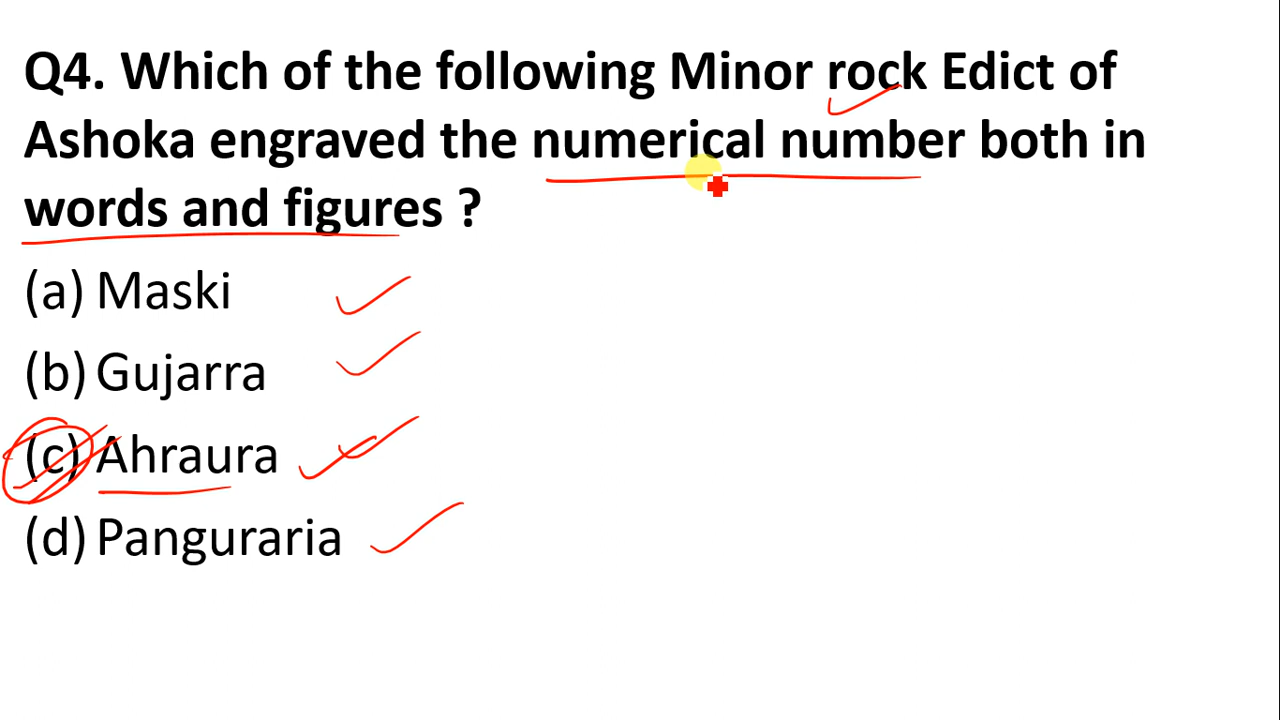 Q4. Which of the following Minor rock Edict of
Ashoka engraved the numerical number both in
words and figures ?
(a) Maski
(b) Gujarra
(c) Ahraura
(d) Panguraria